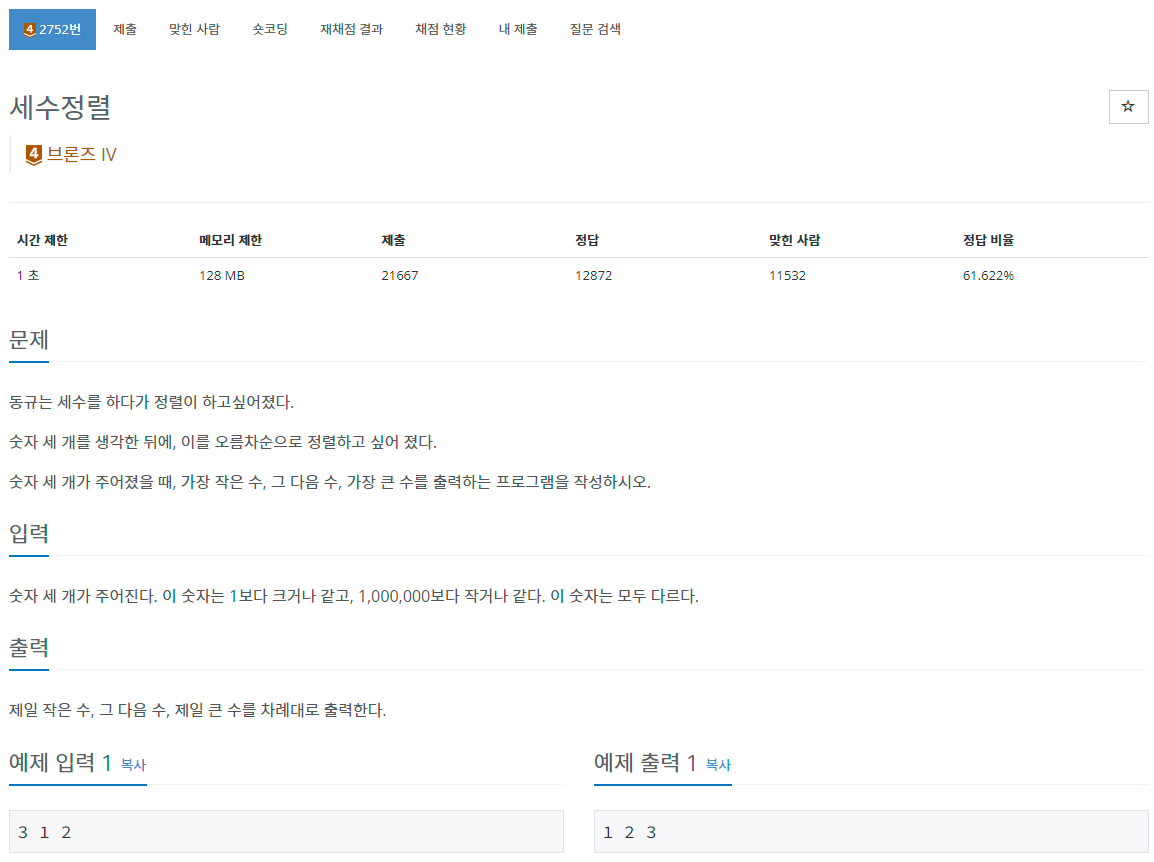 4 2752번 제출 맞힌 사람 숏코딩 재채점 결과 채점 현황 내 제출 질문 검색
세수정렬
4 브론즈 IV
시간 제한 메모리 제한 제출 정답 맞힌 사람 정답 비율
1 초 128 MB 21667 12872 11532 61.622%
문제
동규는 세수를 하다가 정렬이 하고싶어졌다.
숫자 세 개를 생각한 뒤에, 이를 오름차순으로 정렬하고 싶어 졌다.
숫자 세 개가 주어졌을 때, 가장 작은 수, 그 다음 수, 가장 큰 수를 출력하는 프로그램을 작성하시오.
입력
숫자 세 개가 주어진다. 이 숫자는 1보다 크거나 같고, 1,000,000보다 작거나 같다. 이 숫자는 모두 다르다.
출력
제일 작은 수, 그 다음 수, 제일 큰 수를 차례대로 출력한다.
예제 입력 1 복사 예제 출력 1 복사
3 1 2 1 2 3